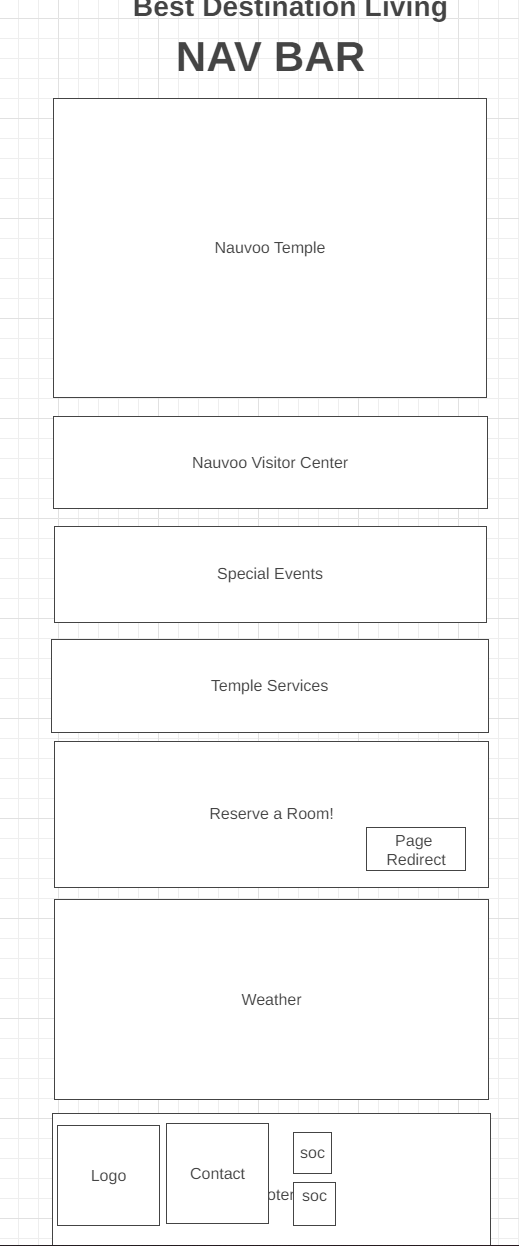 Best Destination Living
NAV BAR
Nauvoo Temple
Nauvoo Visitor Center
Special Events
Temple Services
Reserve a Room!
Page
Redirect
Weather
Logo
Contact
soc
oter
soc